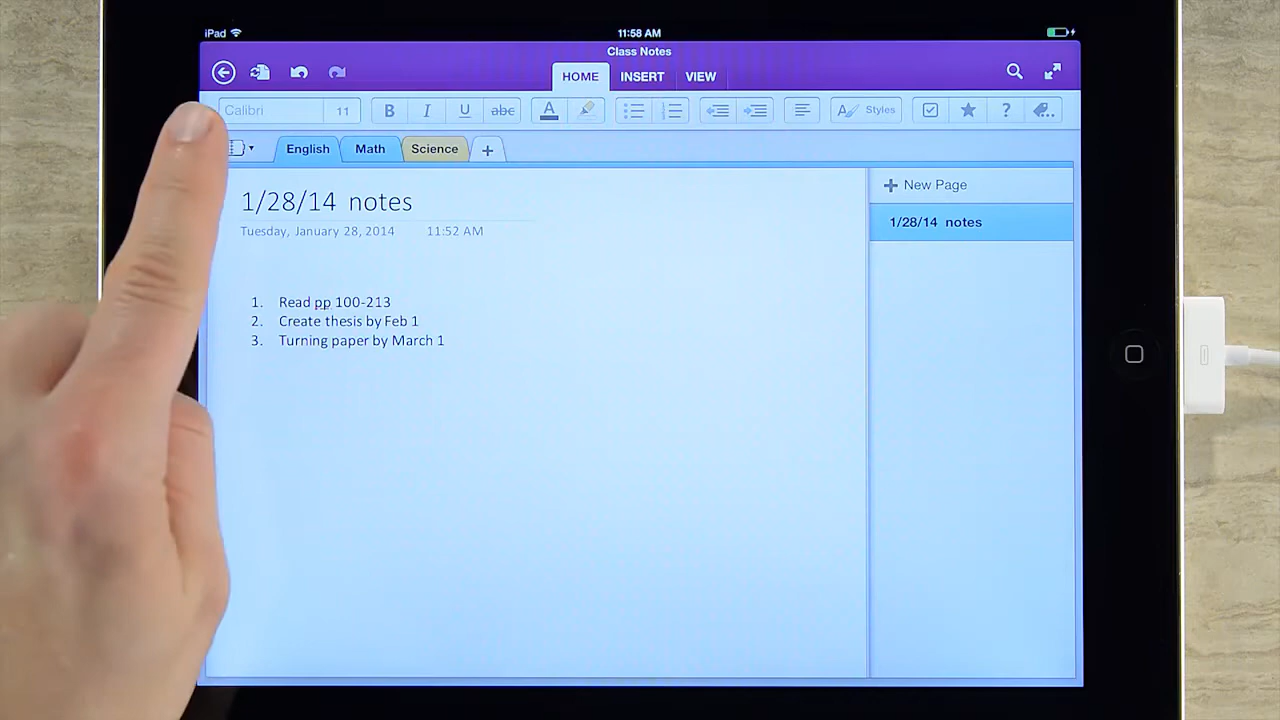 iPad
11:58 AM
Class Notes
HOME INSERT VIEW
Calibri 11 B I U abc A A Styles ?
English Math Science +
1/28/14 notes
Tuesday, January 28, 2014 11:52 AM
1. Read pp 100-213
2. Create thesis by Feb 1
3. Turning paper by March 1
+ New Page
1/28/14 notes